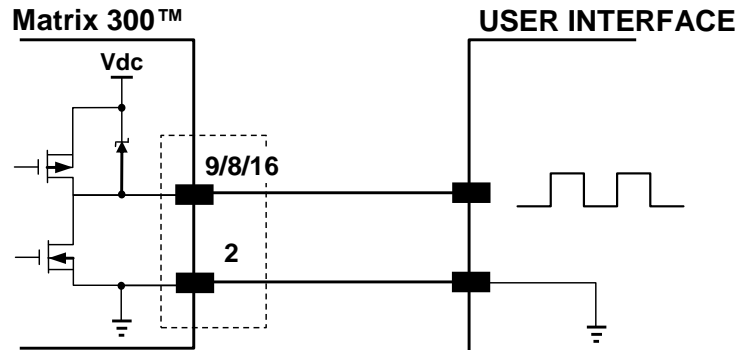 Matrix 300™
USER INTERFACE
Vdc
9/8/16
2